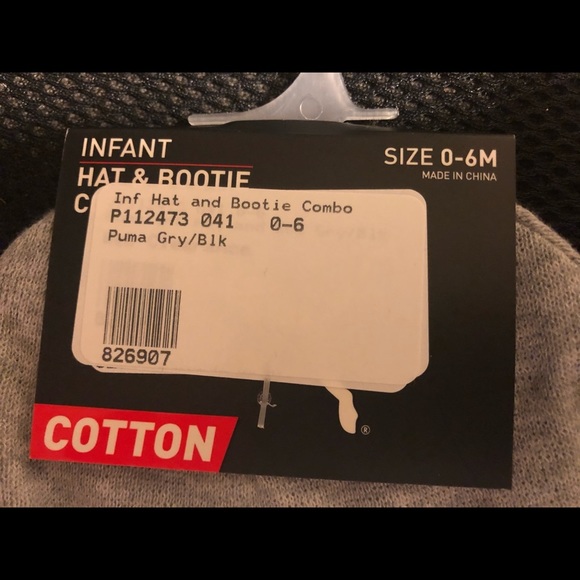 INFANT
HAT & BOOTIE
C
SIZE 0-6M
MADE IN CHINA
Inf Hat and Bootie Combo
P112473 041 0-6
Puma Gry/Blk
826907
®
COTTON